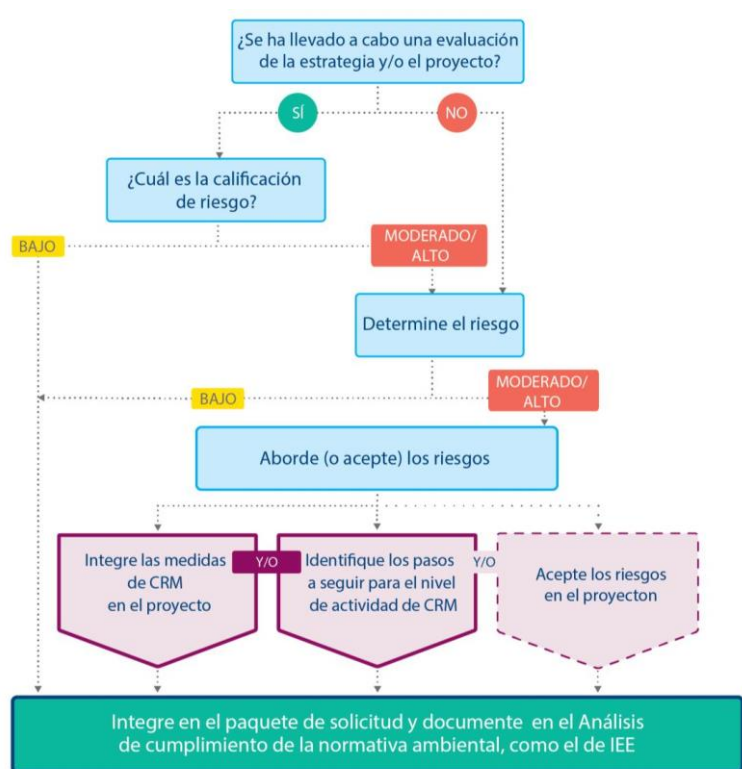 ¿Se ha llevado a cabo una evaluación
de la estrategia y/o el proyecto?
SÍ
NO
¿Cuál es la calificación
de riesgo?
BAJO
MODERADO/
ALTO
Determine el riesgo
BAJO
MODERADO/
ALTO
Aborde (o acepte) los riesgos
Integre las medidas
de CRM
en el proyecto
Y/O
Identifique los pasos
a seguir para el nivel
de actividad de CRM
Y/O
Acepte los riesgos
en el proyecton
Integre en el paquete de solicitud y documente en el Análisis
de cumplimiento de la normativa ambiental, como el de IEE